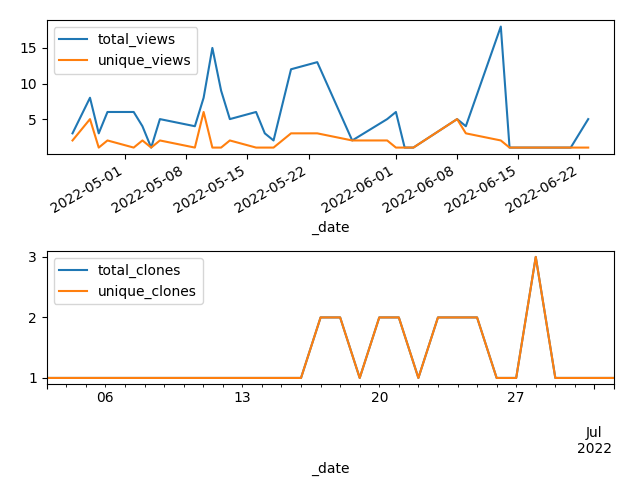 total_views
unique_views
15
10
5
2022-05-01
2022-05-08
2022-05-15
2022-05-22
2022-06-01
2022-06-08
2022-06-15
2022-06-22
_date
3
total_clones
unique_clones
2
1
06
13
20
27
Jul
2022
_date